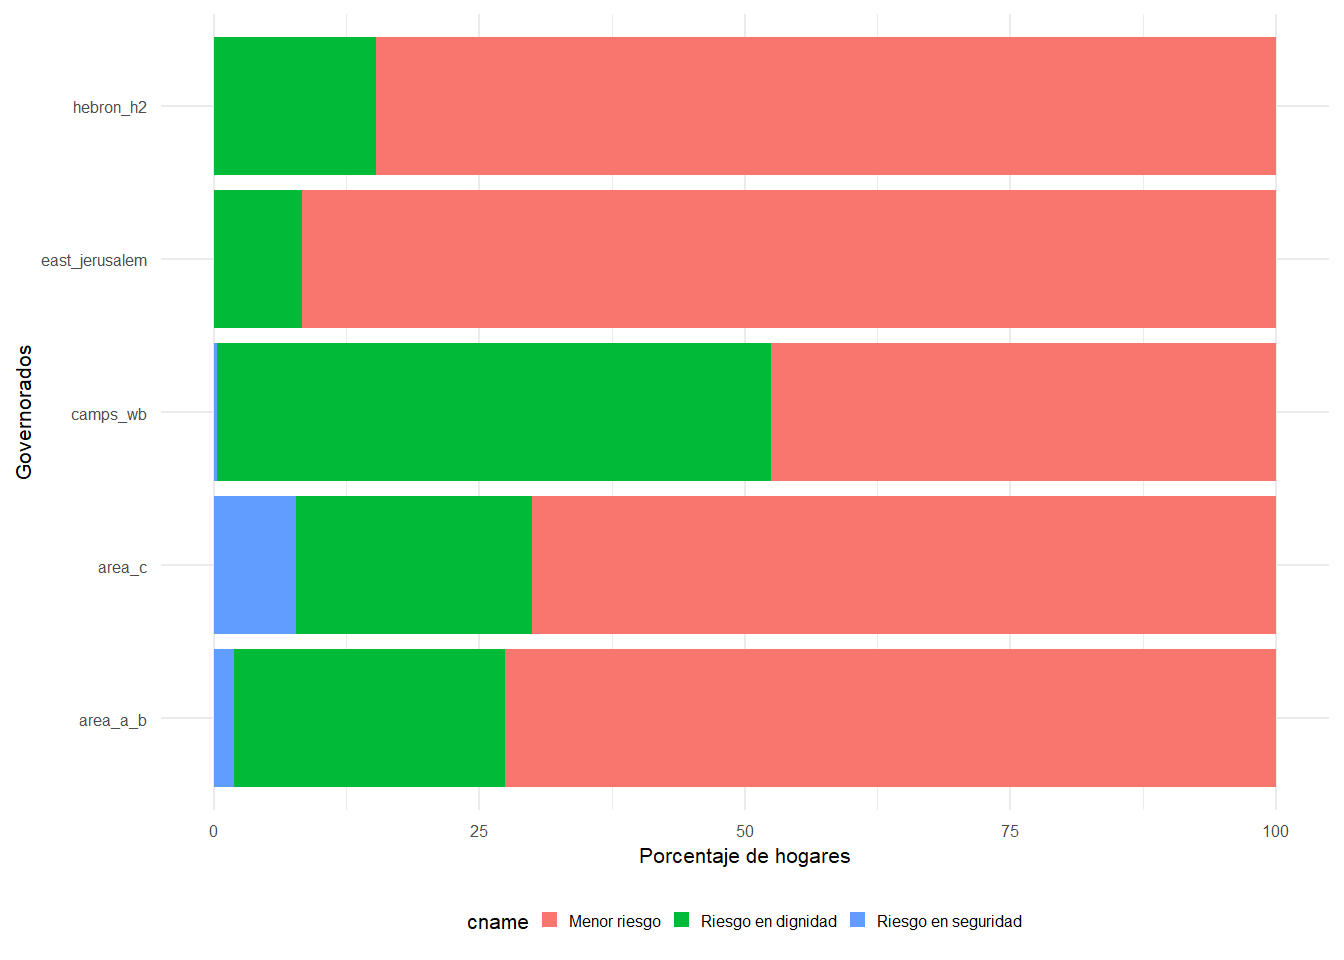 Governorados
hebron_h2
east_jerusalem
camps_wb
area_c
area_a_b
0 25 50 75 100
Porcentaje de hogares
cname Menor riesgo Riesgo en dignidad Riesgo en seguridad